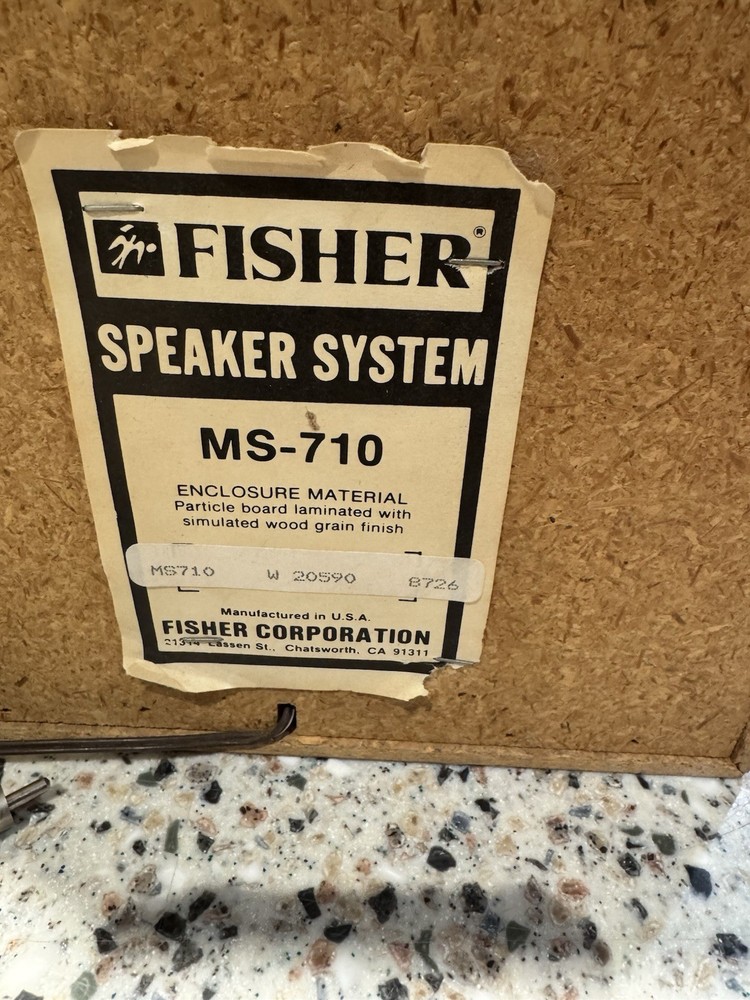 FISHER®
SPEAKER SYSTEM
MS-710
ENCLOSURE MATERIAL
Particle board laminated with
simulated wood grain finish
MS710 W 20590 8726
Manufactured in U.S.A.
FISHER CORPORATION
21314 Lassen St., Chatsworth, CA 91311